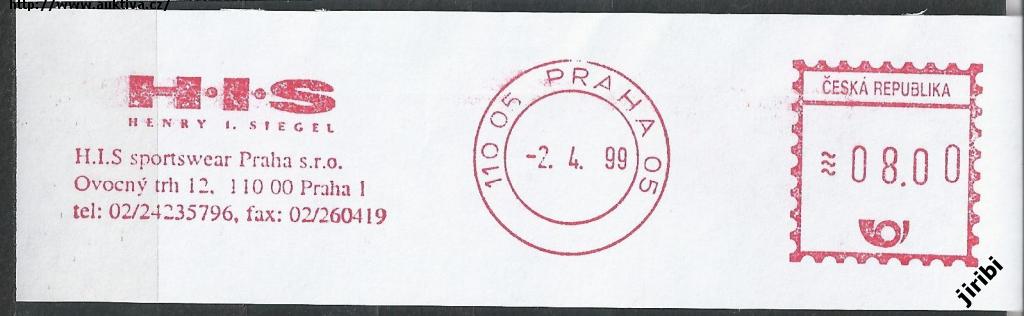 http://www.auktiva.cz/
H·I·S
HENRY I. SIEGEL
H.I.S sportswear Praha s.r.o.
Ovocný trh 12, 110 00 Praha 1
tel: 02/24235796, fax: 02/260419
110 05 PRAHA 05
-2. 4. 99
ČESKÁ REPUBLIKA
≋08.00
jiribi